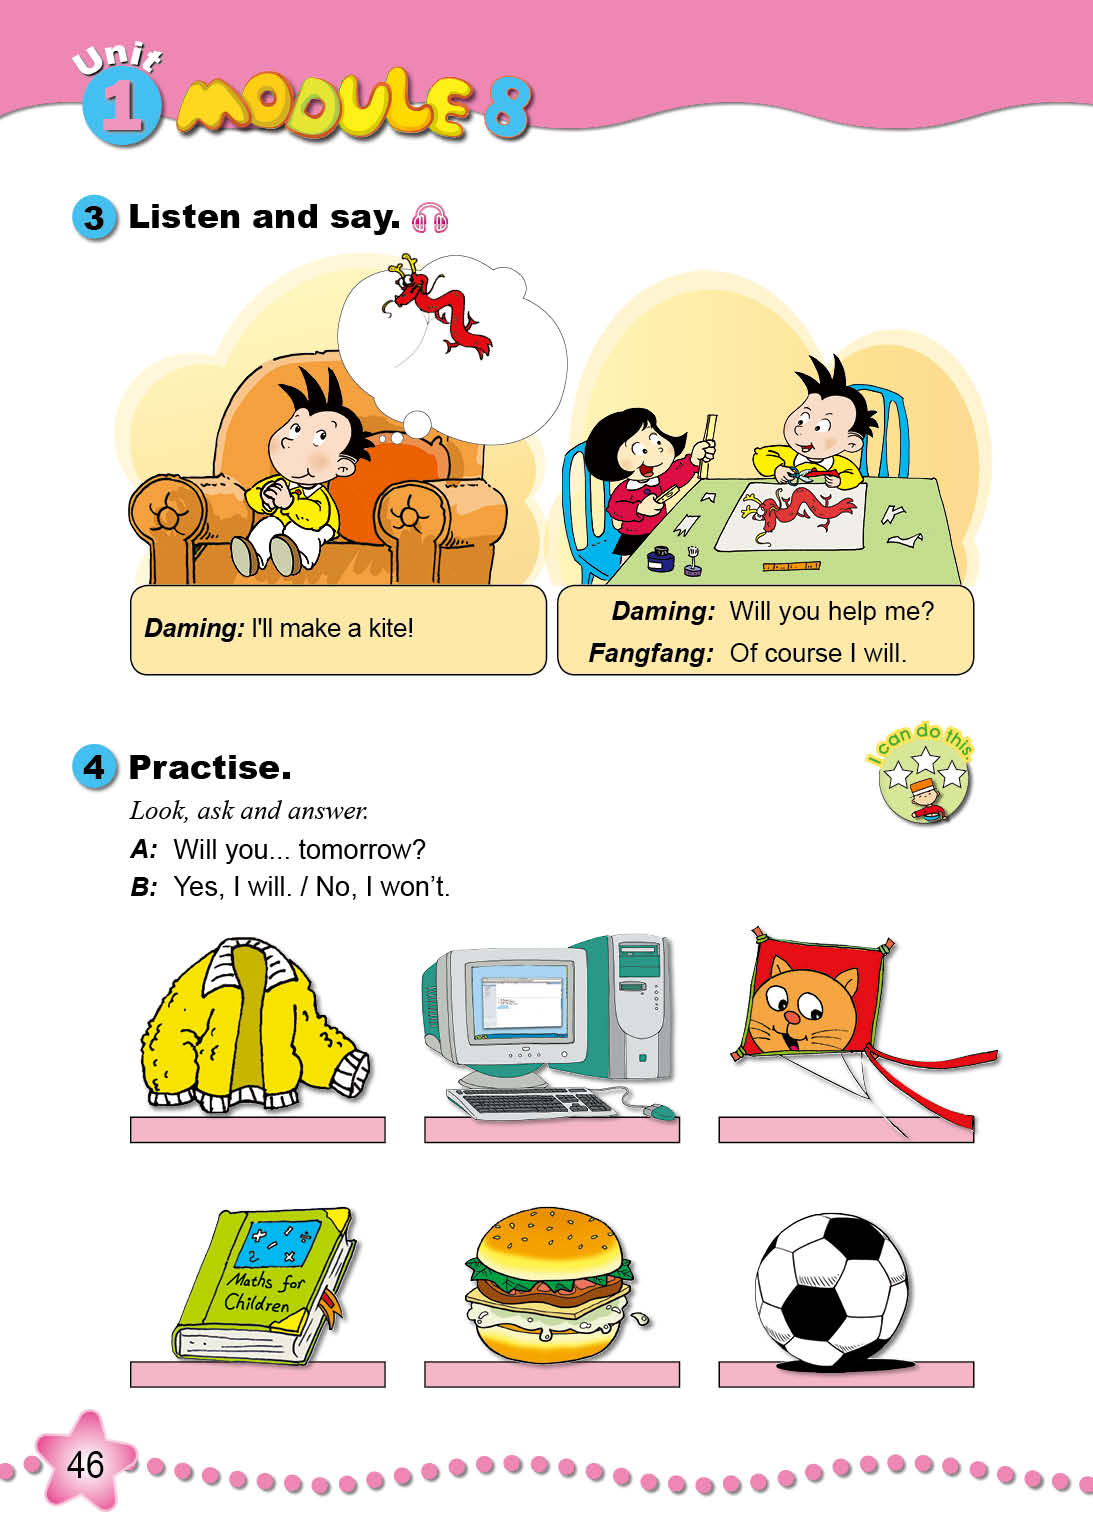 Unit
1 MODULE 8
3 Listen and say.
Daming: I'll make a kite!
Daming: Will you help me?
Fangfang: Of course I will.
I can do this.
4 Practise.
Look, ask and answer.
A: Will you... tomorrow?
B: Yes, I will. / No, I won't.
Maths for
Children
46